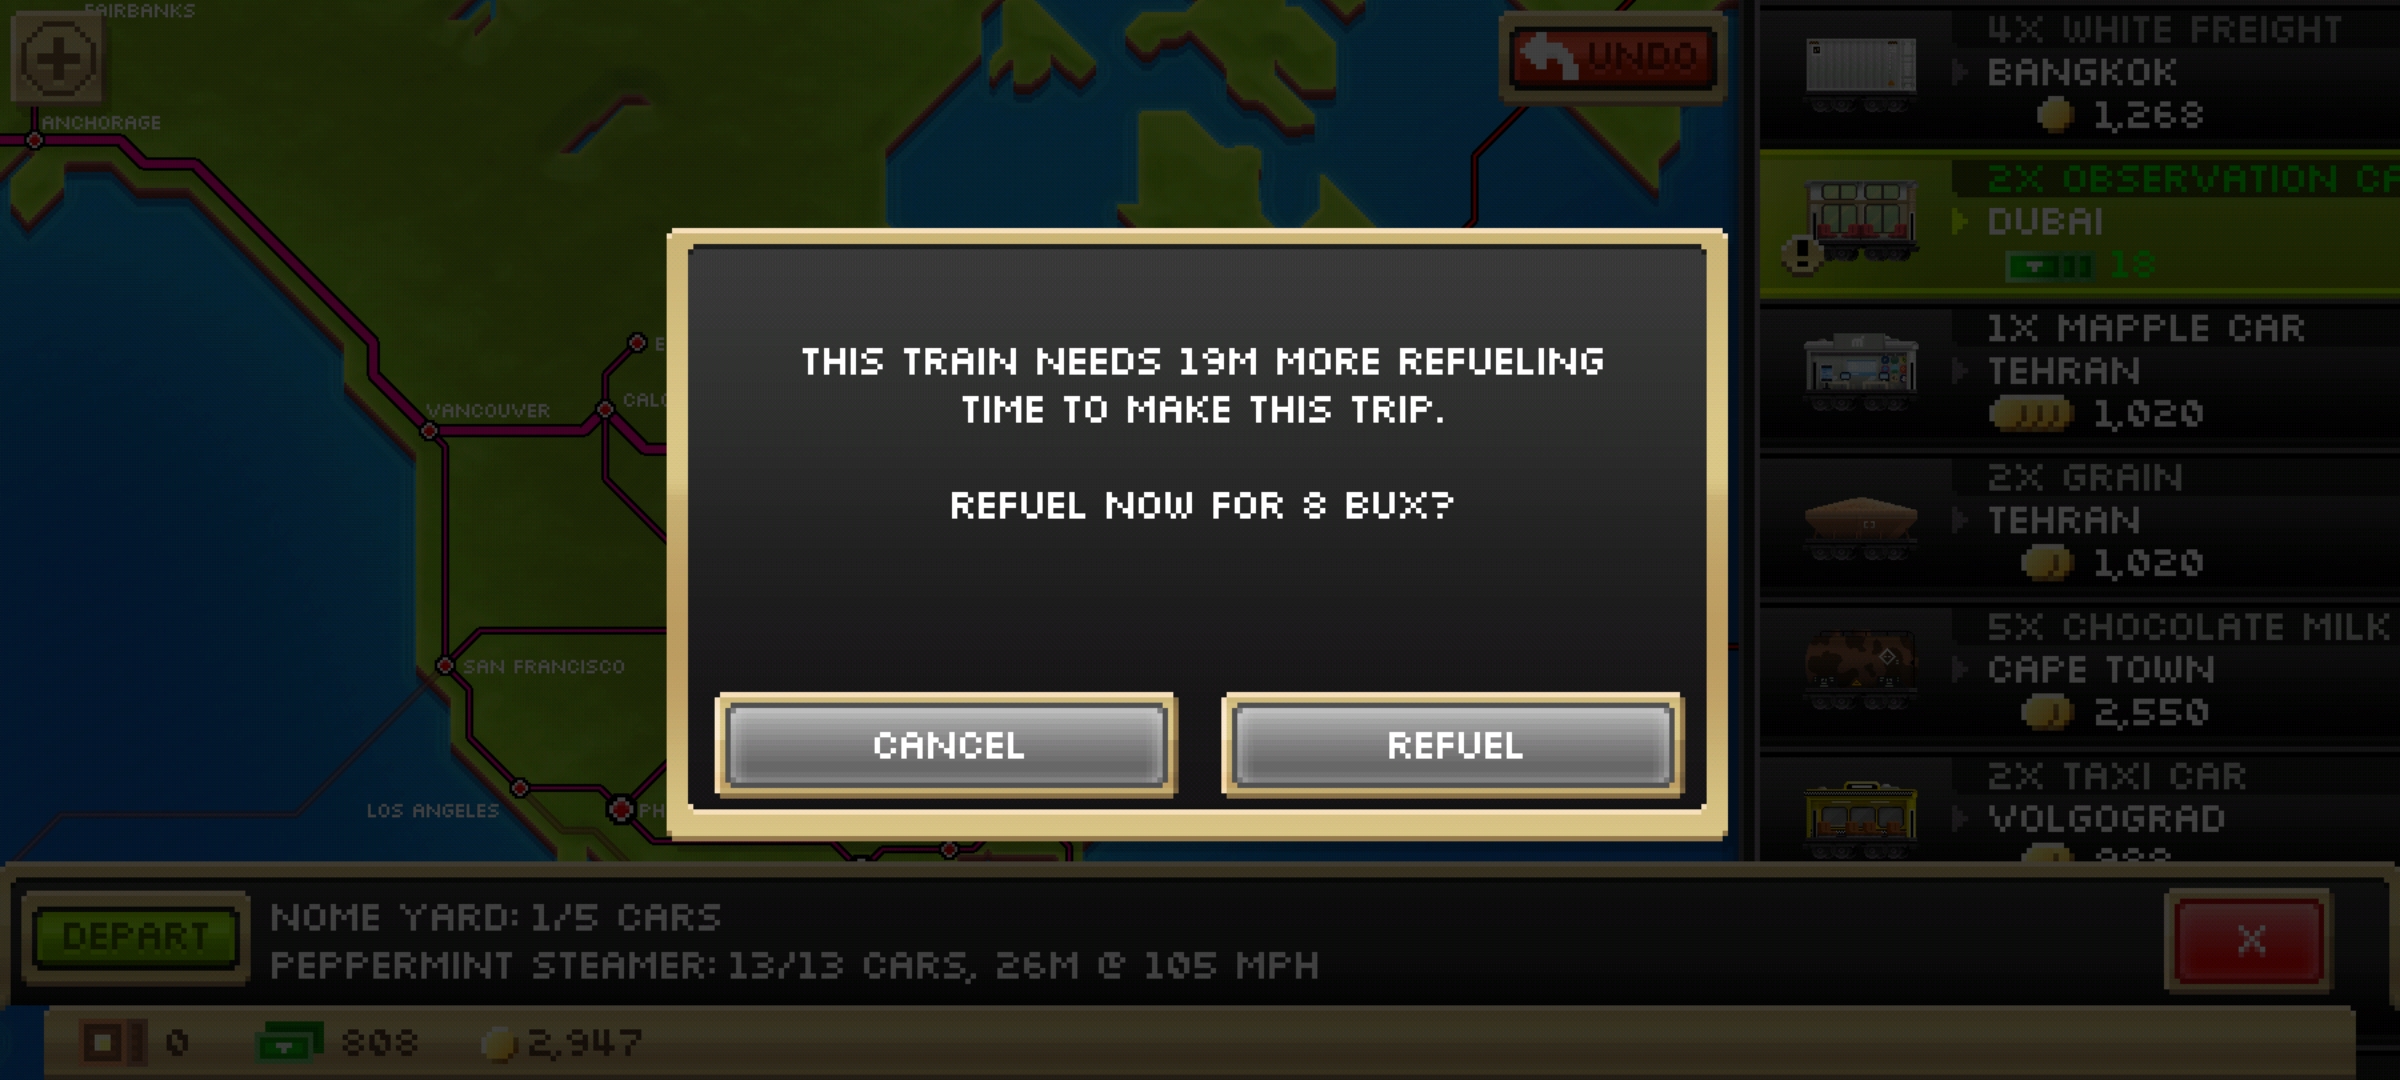 FAIRBANKS
ANCHORAGE
UNDO
4X WHITE FREIGHT
BANGKOK
1,268
2X OBSERVATION
DUBAI
18
1X MAPPLE CAR
TEHRAN
1,020
2X GRAIN
TEHRAN
1,020
5X CHOCOLATE MILK
CAPE TOWN
2,550
2X TAXI CAR
VOLGOGRAD
VANCOUVER
SAN FRANCISCO
LOS ANGELES
THIS TRAIN NEEDS 19M MORE REFUELING
TIME TO MAKE THIS TRIP.
REFUEL NOW FOR 8 BUX?
CANCEL
REFUEL
DEPART
NOME YARD: 1/5 CARS
PEPPERMINT STEAMER: 13/13 CARS, 26M @ 105 MPH
X
0
808
2,947